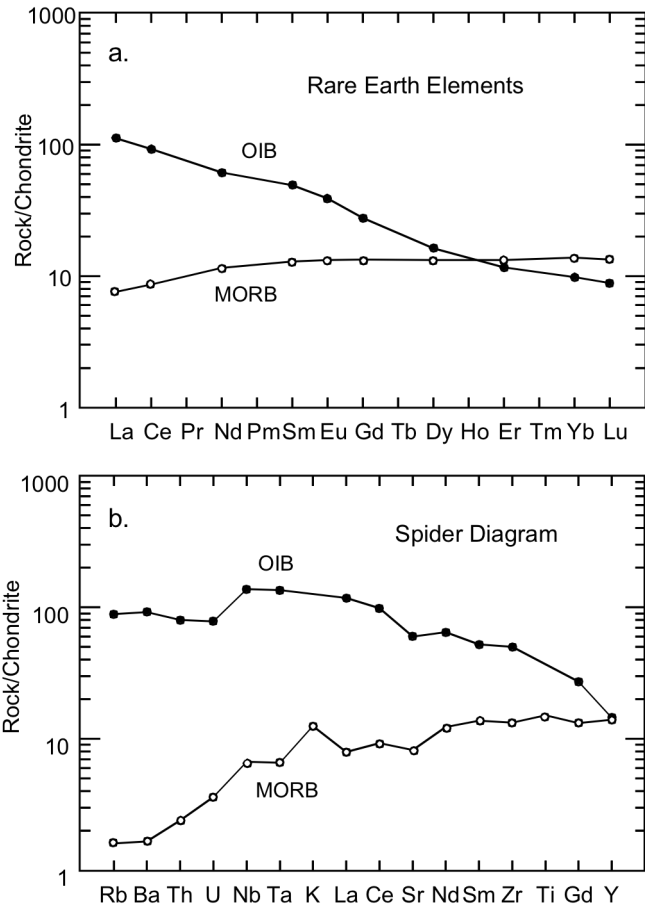 1000
a.
Rare Earth Elements
100
OIB
Rock/Chondrite
10
MORB
1
La Ce Pr Nd Pm Sm Eu Gd Tb Dy Ho Er Tm Yb Lu
1000
b.
Spider Diagram
OIB
100
Rock/Chondrite
10
MORB
1
Rb Ba Th U Nb Ta K La Ce Sr Nd Sm Zr Ti Gd Y